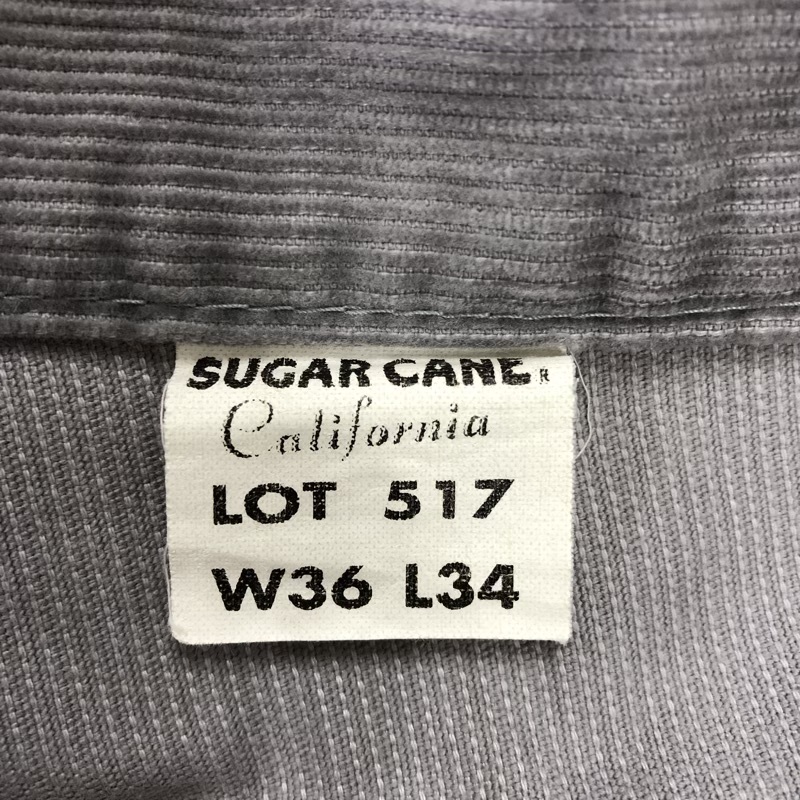 SUGAR CANE R
California
LOT 517
W36 L34